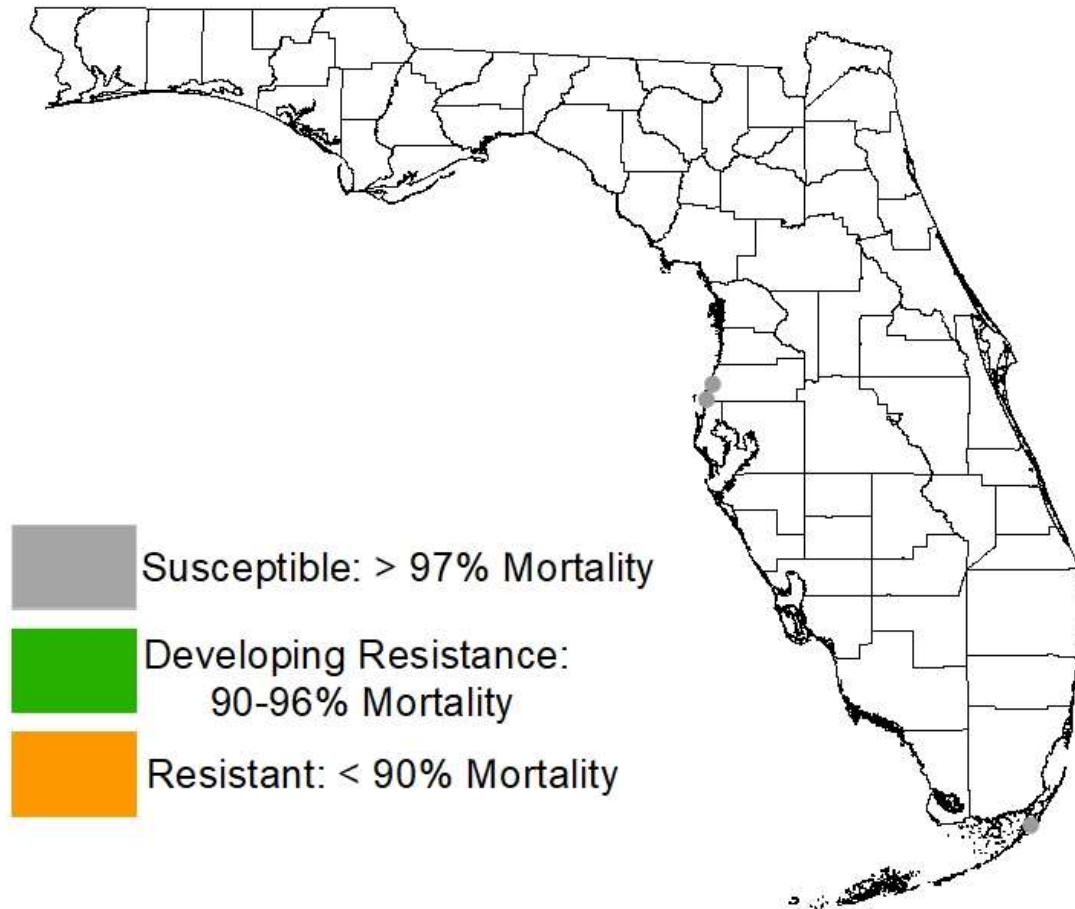 Susceptible: > 97% Mortality
Developing Resistance:
90-96% Mortality
Resistant: < 90% Mortality